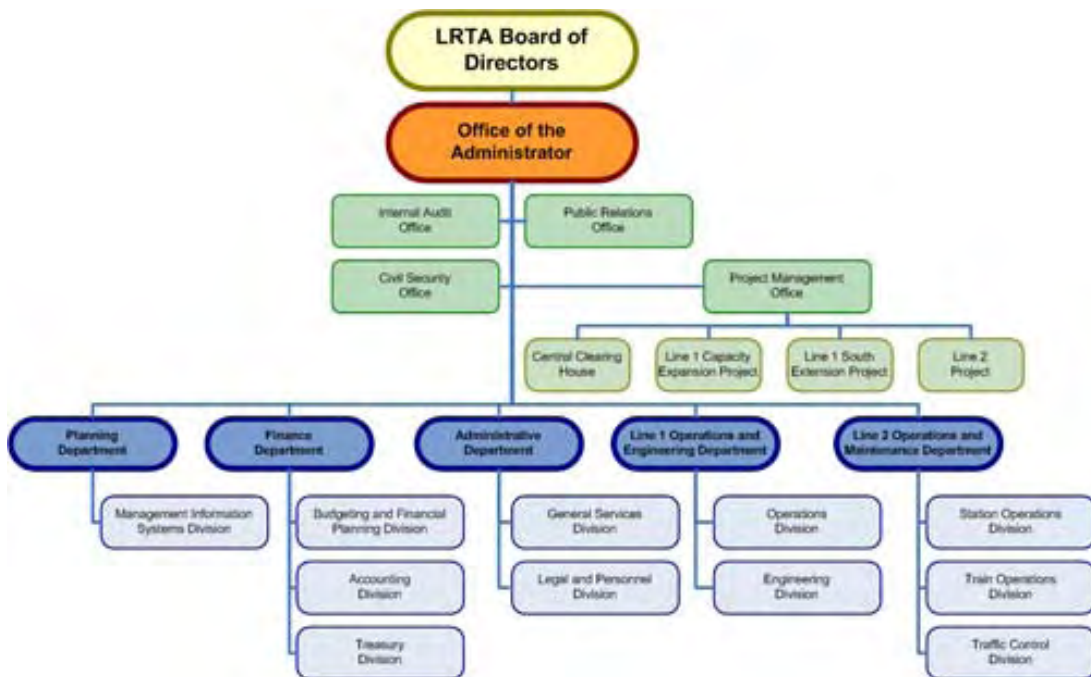 LRTA Board of
Directors
Office of the
Administrator
Internal Audit
Office
Public Relations
Office
Civil Security
Office
Project Management
Office
Central Clearing
House
Line 1 Capacity
Expansion Project
Line 1 South
Extension Project
Line 2
Project
Planning
Department
Finance
Department
Administrative
Department
Line 1 Operations and
Engineering Department
Line 2 Operations and
Maintenance Department
Management Information
Systems Division
Budgeting and Financial
Planning Division
General Services
Division
Operations
Division
Station Operations
Division
Accounting
Division
Legal and Personnel
Division
Engineering
Division
Train Operations
Division
Treasury
Division
Traffic Control
Division